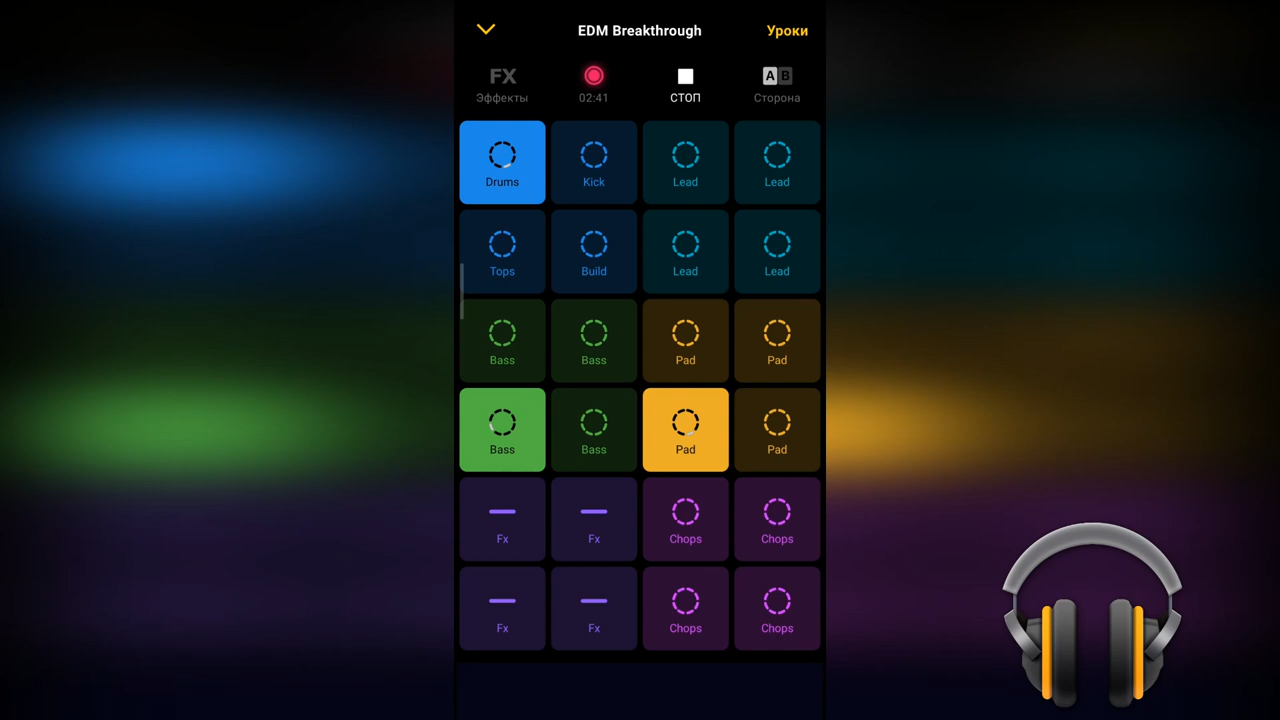 EDM Breakthrough
Уроки
FX
A B
Эффекты
02:41
СТОП
Сторона
Drums
Kick
Lead
Lead
Tops
Build
Lead
Lead
Bass
Bass
Pad
Pad
Bass
Bass
Pad
Pad
Fx
Fx
Chops
Chops
Fx
Fx
Chops
Chops